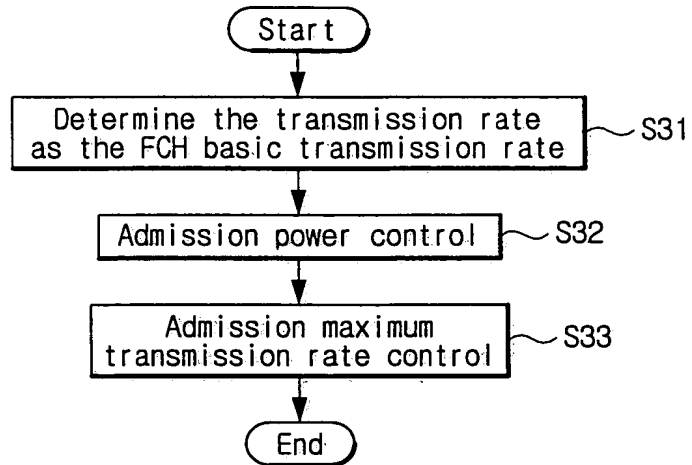 Start
Determine the transmission rate
as the FCH basic transmission rate
S31
Admission power control
S32
Admission maximum
transmission rate control
S33
End